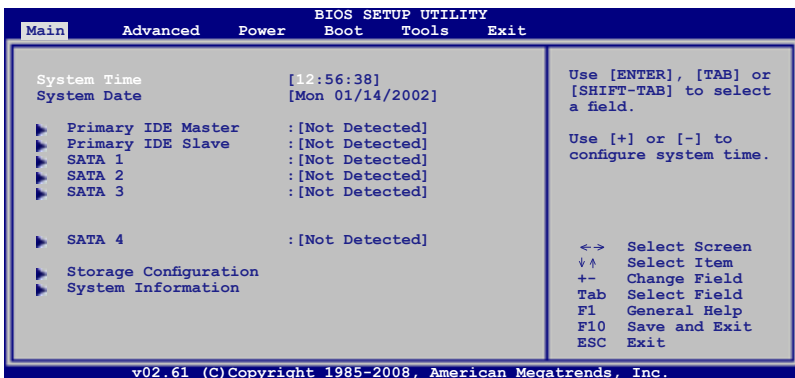 BIOS SETUP UTILITY
Main Advanced Power Boot Tools Exit
System Time [12:56:38]
System Date [Mon 01/14/2002]
Primary IDE Master :[Not Detected]
Primary IDE Slave :[Not Detected]
SATA 1 :[Not Detected]
SATA 2 :[Not Detected]
SATA 3 :[Not Detected]
SATA 4 :[Not Detected]
Storage Configuration
System Information
Use [ENTER], [TAB] or
[SHIFT-TAB] to select
a field.
Use [+] or [-] to
configure system time.
←→ Select Screen
↓↑ Select Item
+- Change Field
Tab Select Field
F1 General Help
F10 Save and Exit
ESC Exit
v02.61 (C)Copyright 1985-2008, American Megatrends, Inc.